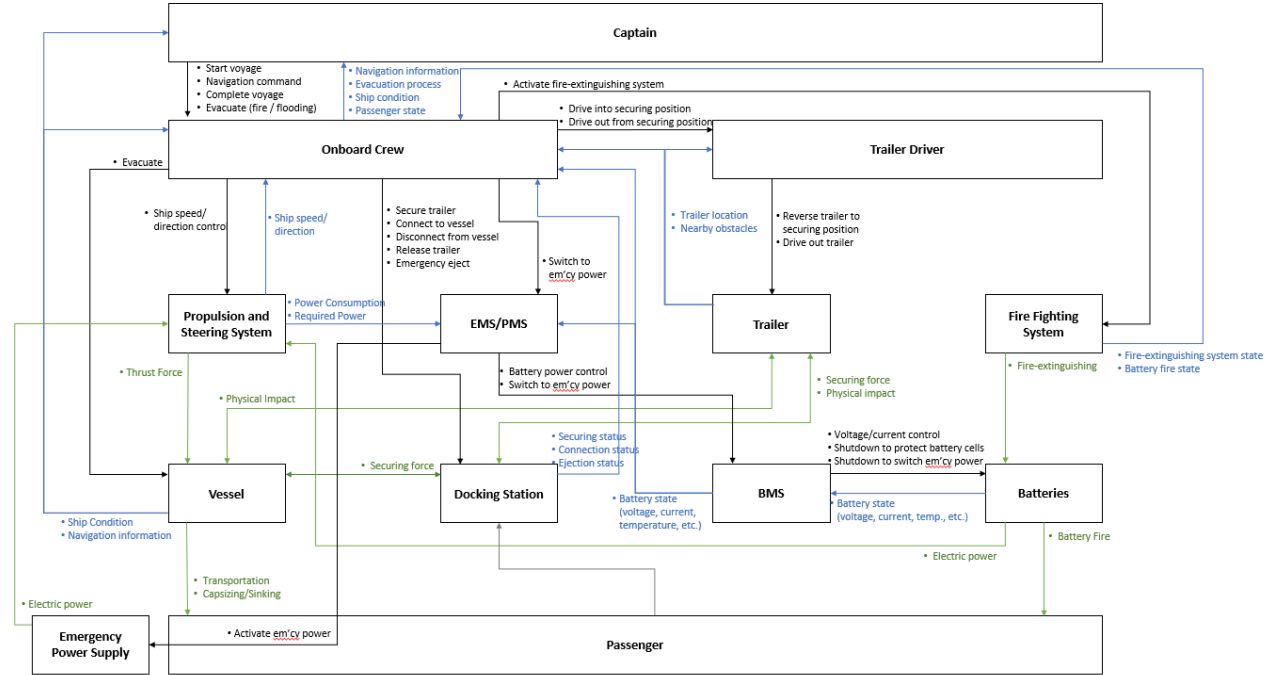 Captain
• Start voyage
• Navigation command
• Complete voyage
• Evacuate (fire / flooding)
• Navigation information
• Evacuation process
• Ship condition
• Passenger state
• Activate fire-extinguishing system
• Drive into securing position
• Drive out from securing position
Onboard Crew
Trailer Driver
• Evacuate
• Ship speed/
direction control
• Ship speed/
direction
• Secure trailer
• Connect to vessel
• Disconnect from vessel
• Release trailer
• Emergency eject
• Switch to
em'cy power
• Trailer location
• Nearby obstacles
• Reverse trailer to
securing position
• Drive out trailer
Propulsion and
Steering System
• Power Consumption
• Required Power
EMS/PMS
Trailer
Fire Fighting
System
• Fire-extinguishing system state
• Battery fire state
• Thrust Force
• Battery power control
• Switch to em'cy power
• Securing force
• Physical impact
• Fire-extinguishing
• Physical Impact
• Securing status
• Connection status
• Ejection status
• Voltage/current control
• Shutdown to protect battery cells
• Shutdown to switch em'cy power
Vessel
• Securing force
Docking Station
BMS
Batteries
• Ship Condition
• Navigation information
• Battery state
(voltage, current,
temperature, etc.)
• Battery state
(voltage, current, temp., etc.)
• Battery Fire
• Electric power
• Transportation
• Capsizing/Sinking
• Electric power
Emergency
Power Supply
• Activate em'cy power
Passenger